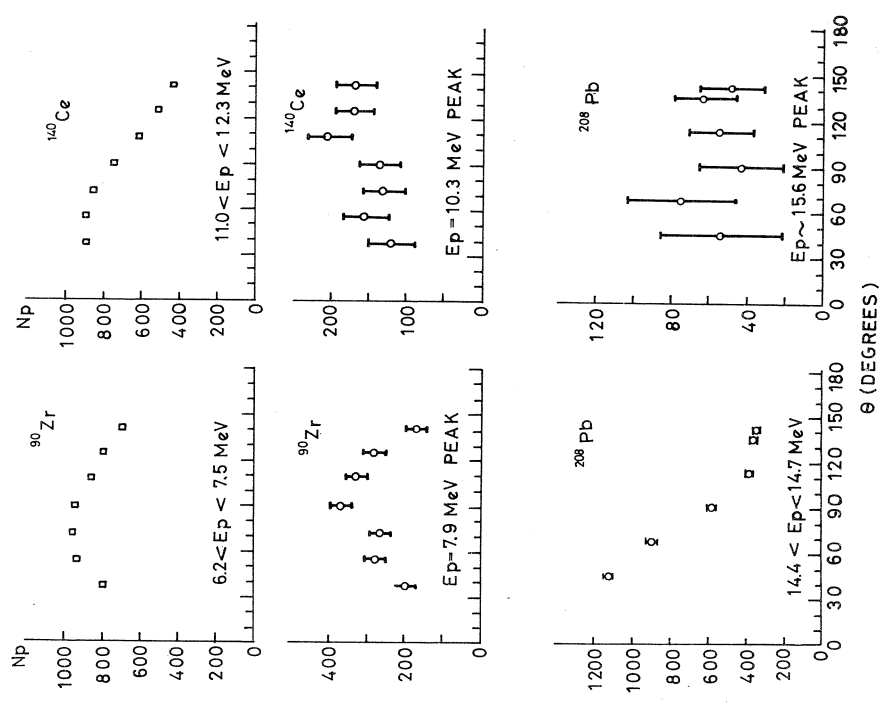 Np
1000
800
600
400
200
0
⁹⁰Zr
6.2<Ep < 7.5 MeV
Np
1000
800
600
400
200
0
¹⁴⁰Ce
11.0<Ep < 12.3 MeV
400
200
0
⁹⁰Zr
Ep=7.9 MeV PEAK
200
100
0
¹⁴⁰Ce
Ep=10.3 MeV PEAK
1200
1000
800
600
400
200
0
²⁰⁸Pb
14.4 < Ep<14.7 MeV
0 30 60 90 120 150 180
120
80
40
0
²⁰⁸Pb
Ep~15.6 MeV PEAK
0 30 60 90 120 150 180
Θ (DEGREES)